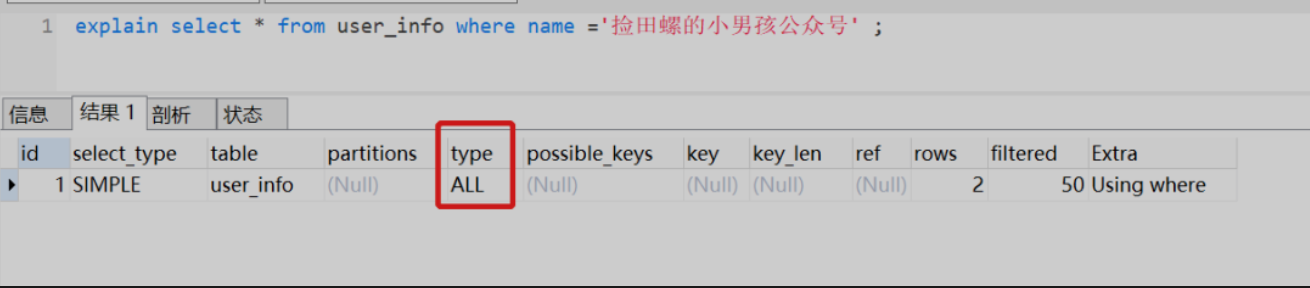 1 explain select * from user_info where name ='捡田螺的小男孩公众号' ;
信息 结果 1 剖析 状态
id select_type table partitions type possible_keys key key_len ref rows filtered Extra
1 SIMPLE user_info (Null) ALL (Null) (Null) (Null) (Null) 2 50 Using where